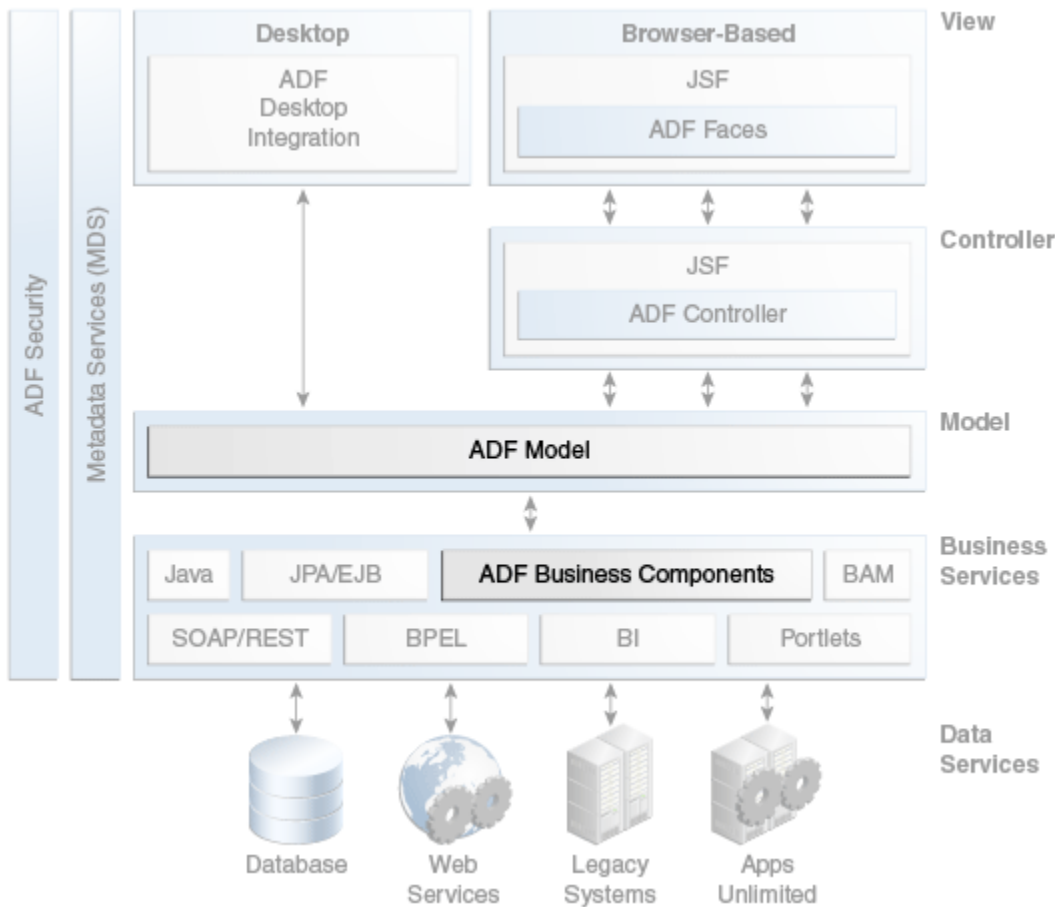 Desktop
Browser-Based
View
ADF
Desktop
Integration
JSF
ADF Faces
Controller
JSF
ADF Controller
ADF Security
Metadata Services (MDS)
Model
ADF Model
Business
Services
Java
JPA/EJB
ADF Business Components
BAM
SOAP/REST
BPEL
BI
Portlets
Data
Services
Database
Web
Services
Legacy
Systems
Apps
Unlimited